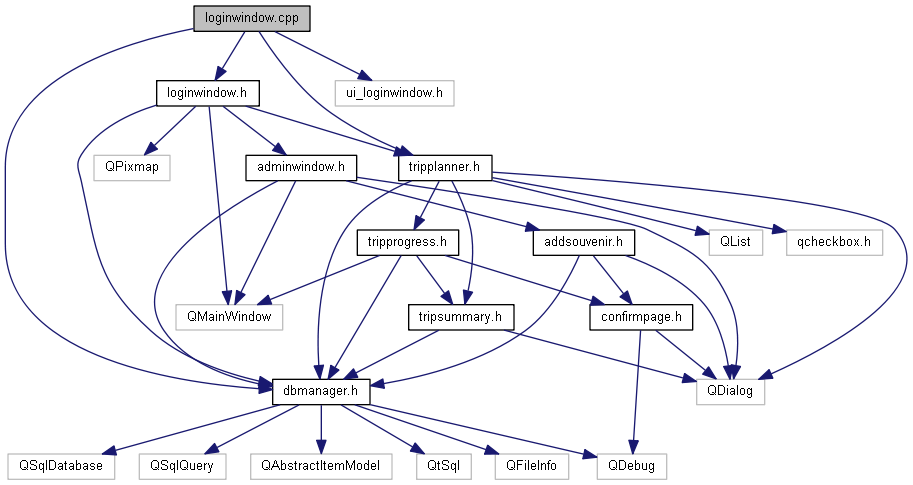 loginwindow.cpp
loginwindow.h
ui_loginwindow.h
QPixmap
adminwindow.h
tripplanner.h
tripprogress.h
addsouvenir.h
QList
qcheckbox.h
QMainWindow
tripsummary.h
confirmpage.h
dbmanager.h
QDialog
QSqlDatabase
QSqlQuery
QAbstractItemModel
QtSql
QFileInfo
QDebug